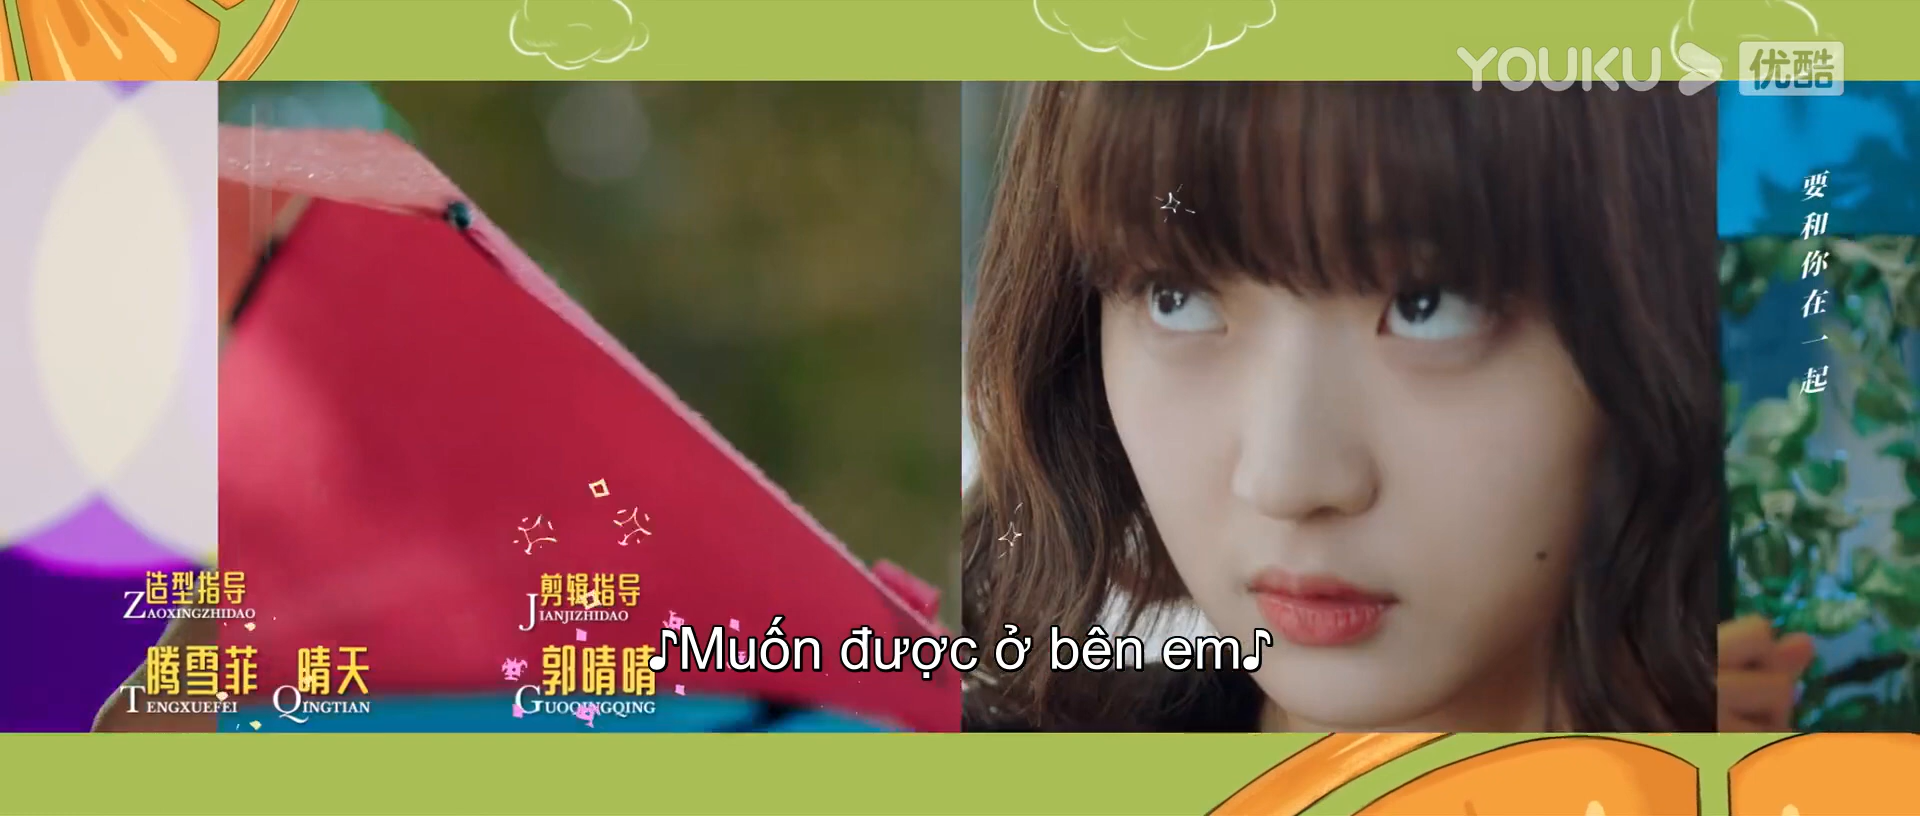 YOUKU 优酷
要和你在一起
造型指导
ZAOXINGZHIDAO
腾雪菲 晴天
TENGXUEFEI QINGTIAN
剪辑指导
JIANJIZHIDAO
郭晴晴
GUOQINGQING
♪Muốn được ở bên em♪